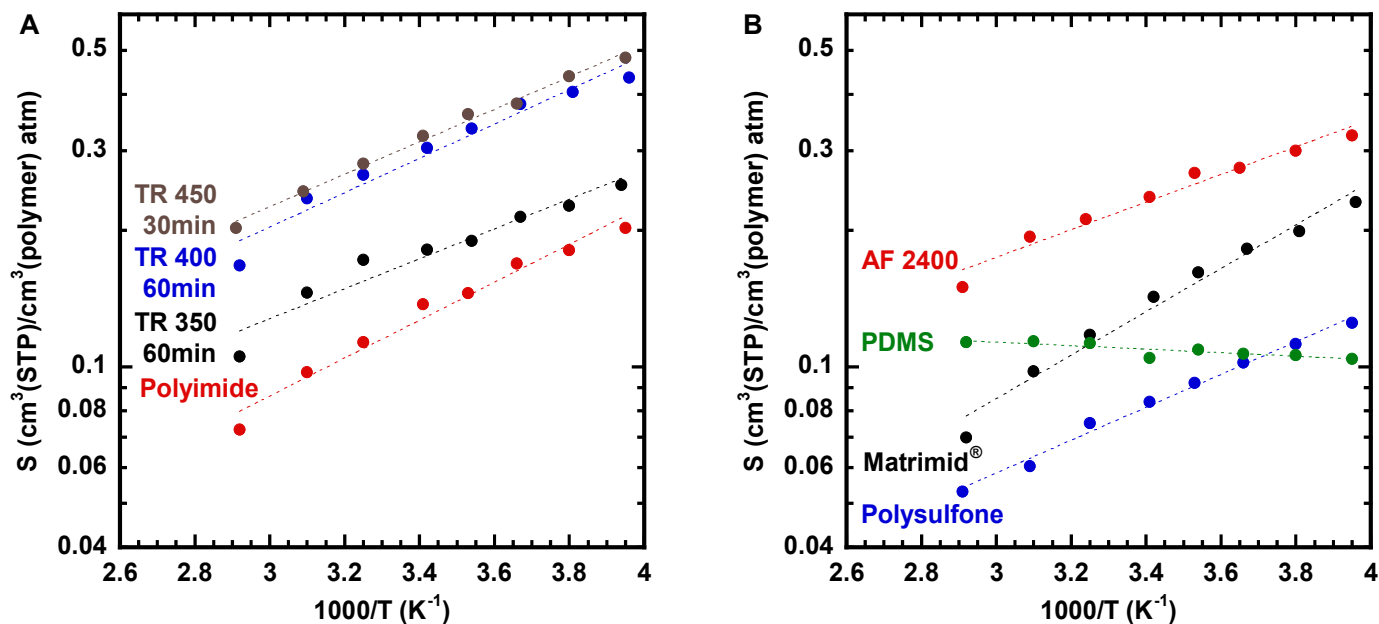 A
S (cm³(STP)/cm³(polymer) atm)
0.5
0.3
0.2
0.1
0.08
0.06
0.04
TR 450
30min
TR 400
60min
TR 350
60min
Polyimide
2.6 2.8 3 3.2 3.4 3.6 3.8 4
1000/T (K⁻¹)
B
S (cm³(STP)/cm³(polymer) atm)
0.5
0.3
0.2
0.1
0.08
0.06
0.04
AF 2400
PDMS
Matrimid®
Polysulfone
2.6 2.8 3 3.2 3.4 3.6 3.8 4
1000/T (K⁻¹)